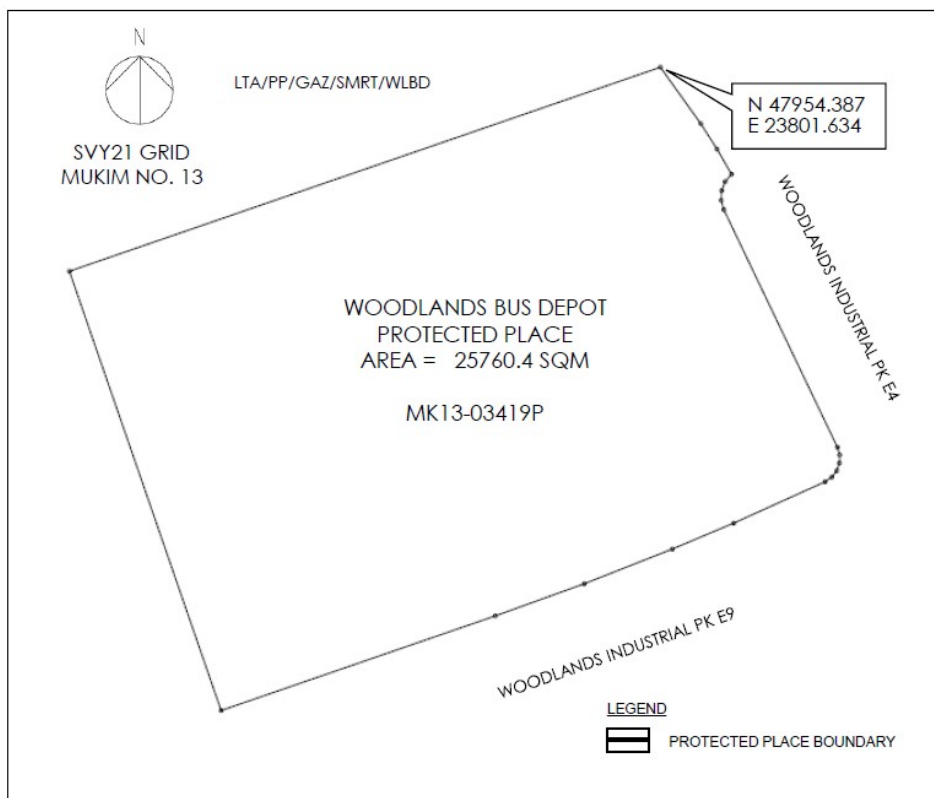 N
LTA/PP/GAZ/SMRT/WLBD
N 47954.387
E 23801.634
SVY21 GRID
MUKIM NO. 13
WOODLANDS INDUSTRIAL PK E4
WOODLANDS BUS DEPOT
PROTECTED PLACE
AREA = 25760.4 SQM
MK13-03419P
WOODLANDS INDUSTRIAL PK E9
LEGEND
PROTECTED PLACE BOUNDARY